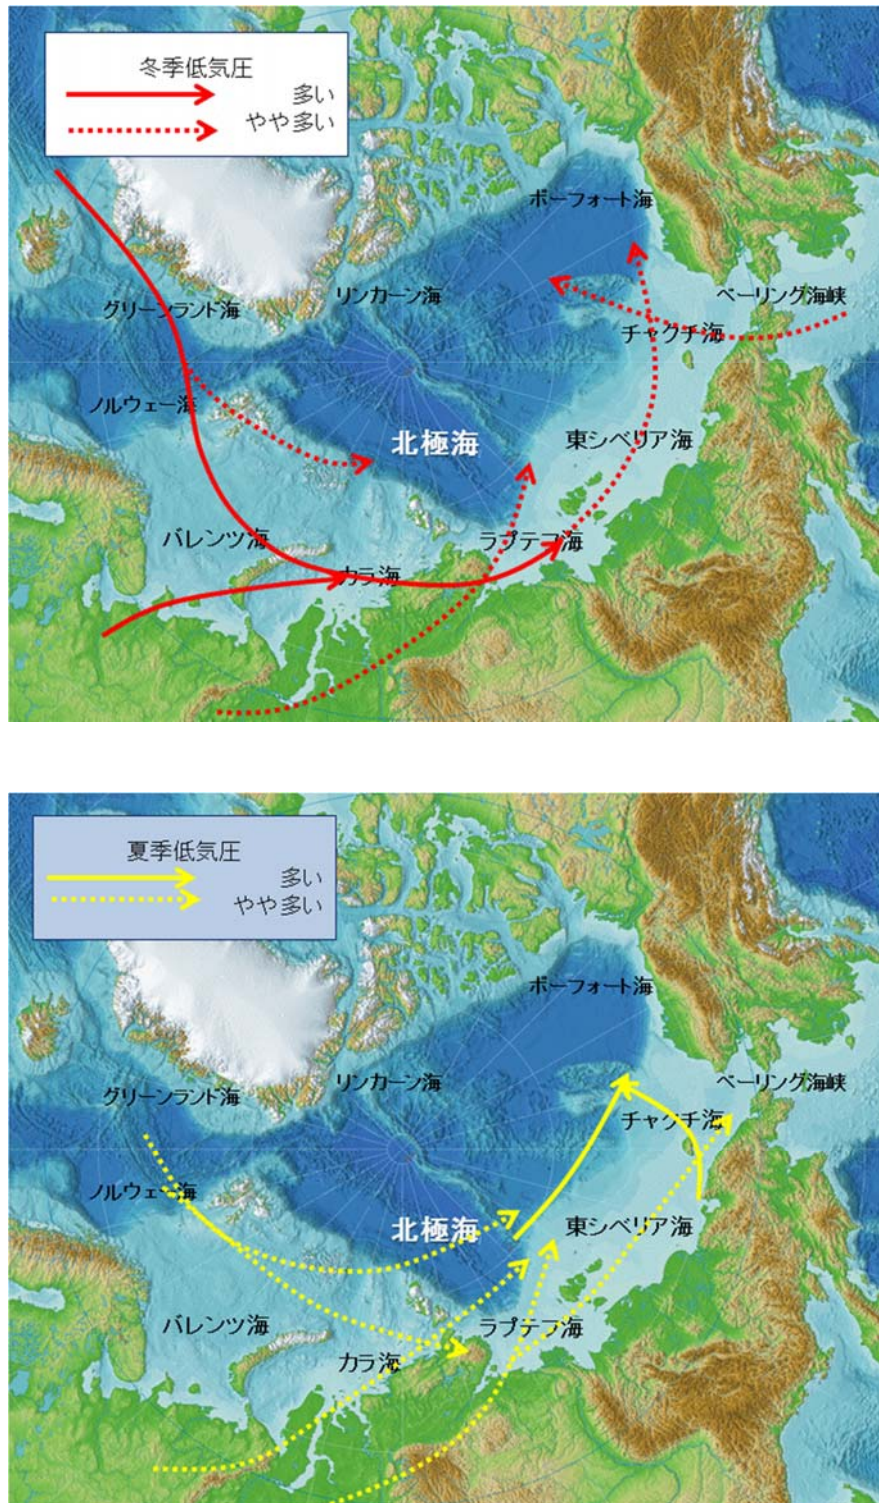 冬季低気圧
多い
やや多い
ボーフォート海
グリーンランド海
リンカーン海
ベーリング海峡
チャクチ海
ノルウェー海
北極海
東シベリア海
バレンツ海
ラプテフ海
カラ海
夏季低気圧
多い
やや多い
ボーフォート海
グリーンランド海
リンカーン海
ベーリング海峡
チャクチ海
ノルウェー海
北極海
東シベリア海
バレンツ海
ラプテフ海
カラ海